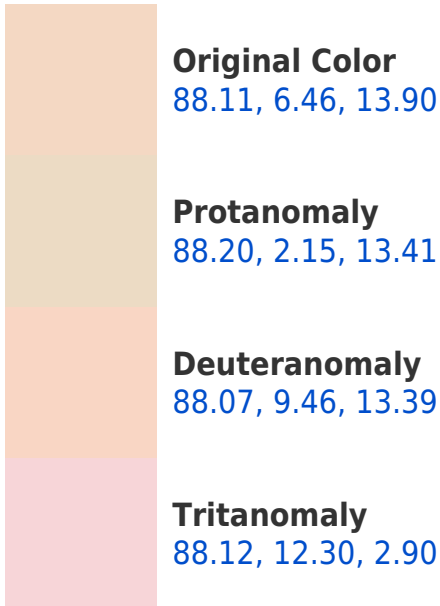 Original Color
88.11, 6.46, 13.90
Protanomaly
88.20, 2.15, 13.41
Deuteranomaly
88.07, 9.46, 13.39
Tritanomaly
88.12, 12.30, 2.90